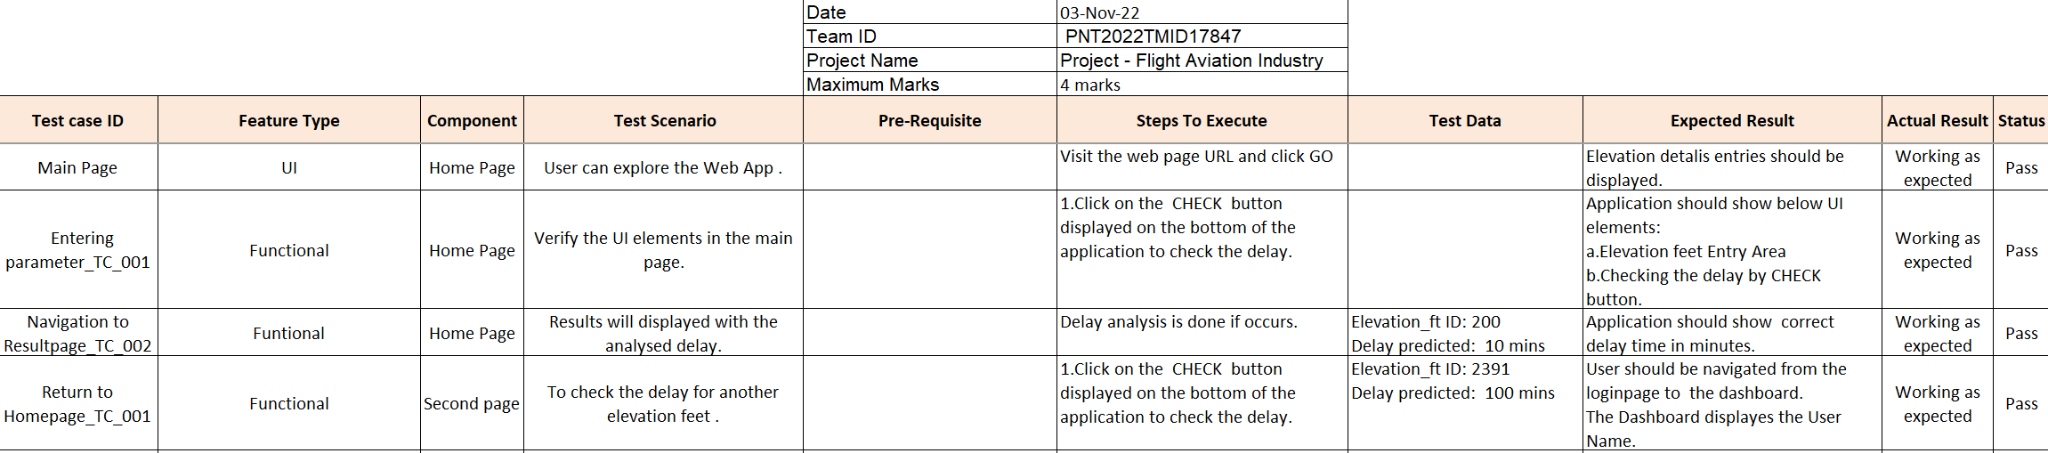 Date 03-Nov-22
Team ID PNT2022TMID17847
Project Name Project - Flight Aviation Industry
Maximum Marks 4 marks
Test case ID Feature Type Component Test Scenario Pre-Requisite Steps To Execute Test Data Expected Result Actual Result Status
Main Page
UI
Home Page
User can explore the Web App .
Visit the web page URL and click GO
Elevation detalis entries should be
displayed.
Working as
expected
Pass
Entering
parameter_TC_001
Functional
Home Page
Verify the UI elements in the main
page.
1.Click on the CHECK button
displayed on the bottom of the
application to check the delay.
Application should show below UI
elements:
a.Elevation feet Entry Area
b.Checking the delay by CHECK
button.
Working as
expected
Pass
Navigation to
Resultpage_TC_002
Funtional
Home Page
Results will displayed with the
analysed delay.
Delay analysis is done if occurs.
Elevation_ft ID: 200
Delay predicted: 10 mins
Application should show correct
delay time in minutes.
Working as
expected
Pass
Return to
Homepage_TC_001
Functional
Second page
To check the delay for another
elevation feet .
1.Click on the CHECK button
displayed on the bottom of the
application to check the delay.
Elevation_ft ID: 2391
Delay predicted: 100 mins
User should be navigated from the
loginpage to the dashboard.
The Dashboard displayes the User
Name.
Working as
expected
Pass